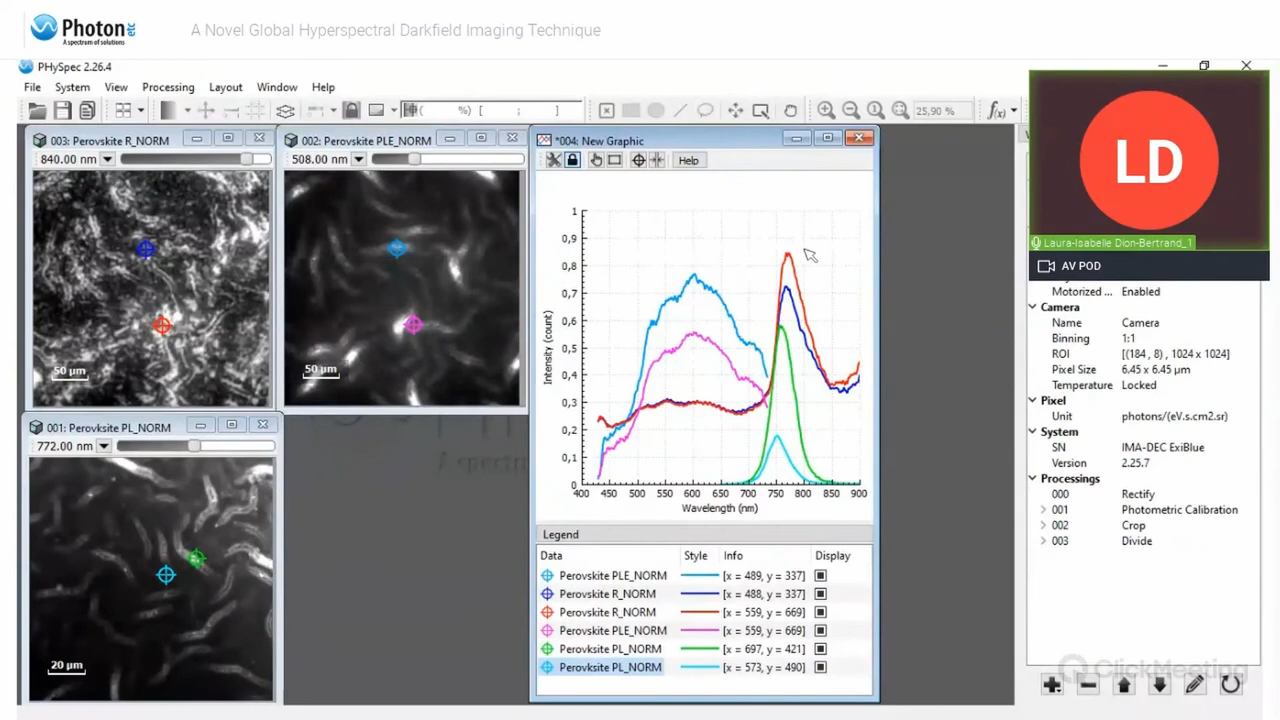 Photon etc
A spectrum of solutions
A Novel Global Hyperspectral Darkfield Imaging Technique
PHySpec 2.26.4
File System View Processing Layout Window Help
%) [ ; ]
25,90 %
f(x)
003: Perovskite R_NORM
840.00 nm
50 µm
002: Perovskite PLE_NORM
508.00 nm
50 µm
001: Perovksite PL_NORM
772.00 nm
20 µm
*004: New Graphic
Help
Intensity (count)
1
0,9
0,8
0,7
0,6
0,5
0,4
0,3
0,2
0,1
0
400 450 500 550 600 650 700 750 800 850 900
Wavelength (nm)
Legend
Data Style Info Display
Perovskite PLE_NORM [x = 489, y = 337]
Perovskite R_NORM [x = 488, y = 337]
Perovskite R_NORM [x = 559, y = 669]
Perovskite PLE_NORM [x = 559, y = 669]
Perovksite PL_NORM [x = 697, y = 421]
Perovksite PL_NORM [x = 573, y = 490]
LD
Laura-Isabelle Dion-Bertrand_1
AV POD
Motorized ... Enabled
Camera
Name Camera
Binning 1:1
ROI [(184 , 8) , 1024 x 1024]
Pixel Size 6.45 x 6.45 µm
Temperature Locked
Pixel
Unit photons/(eV.s.cm2.sr)
System
SN IMA-DEC ExiBlue
Version 2.25.7
Processings
000 Rectify
001 Photometric Calibration
002 Crop
003 Divide
ClickMeeting